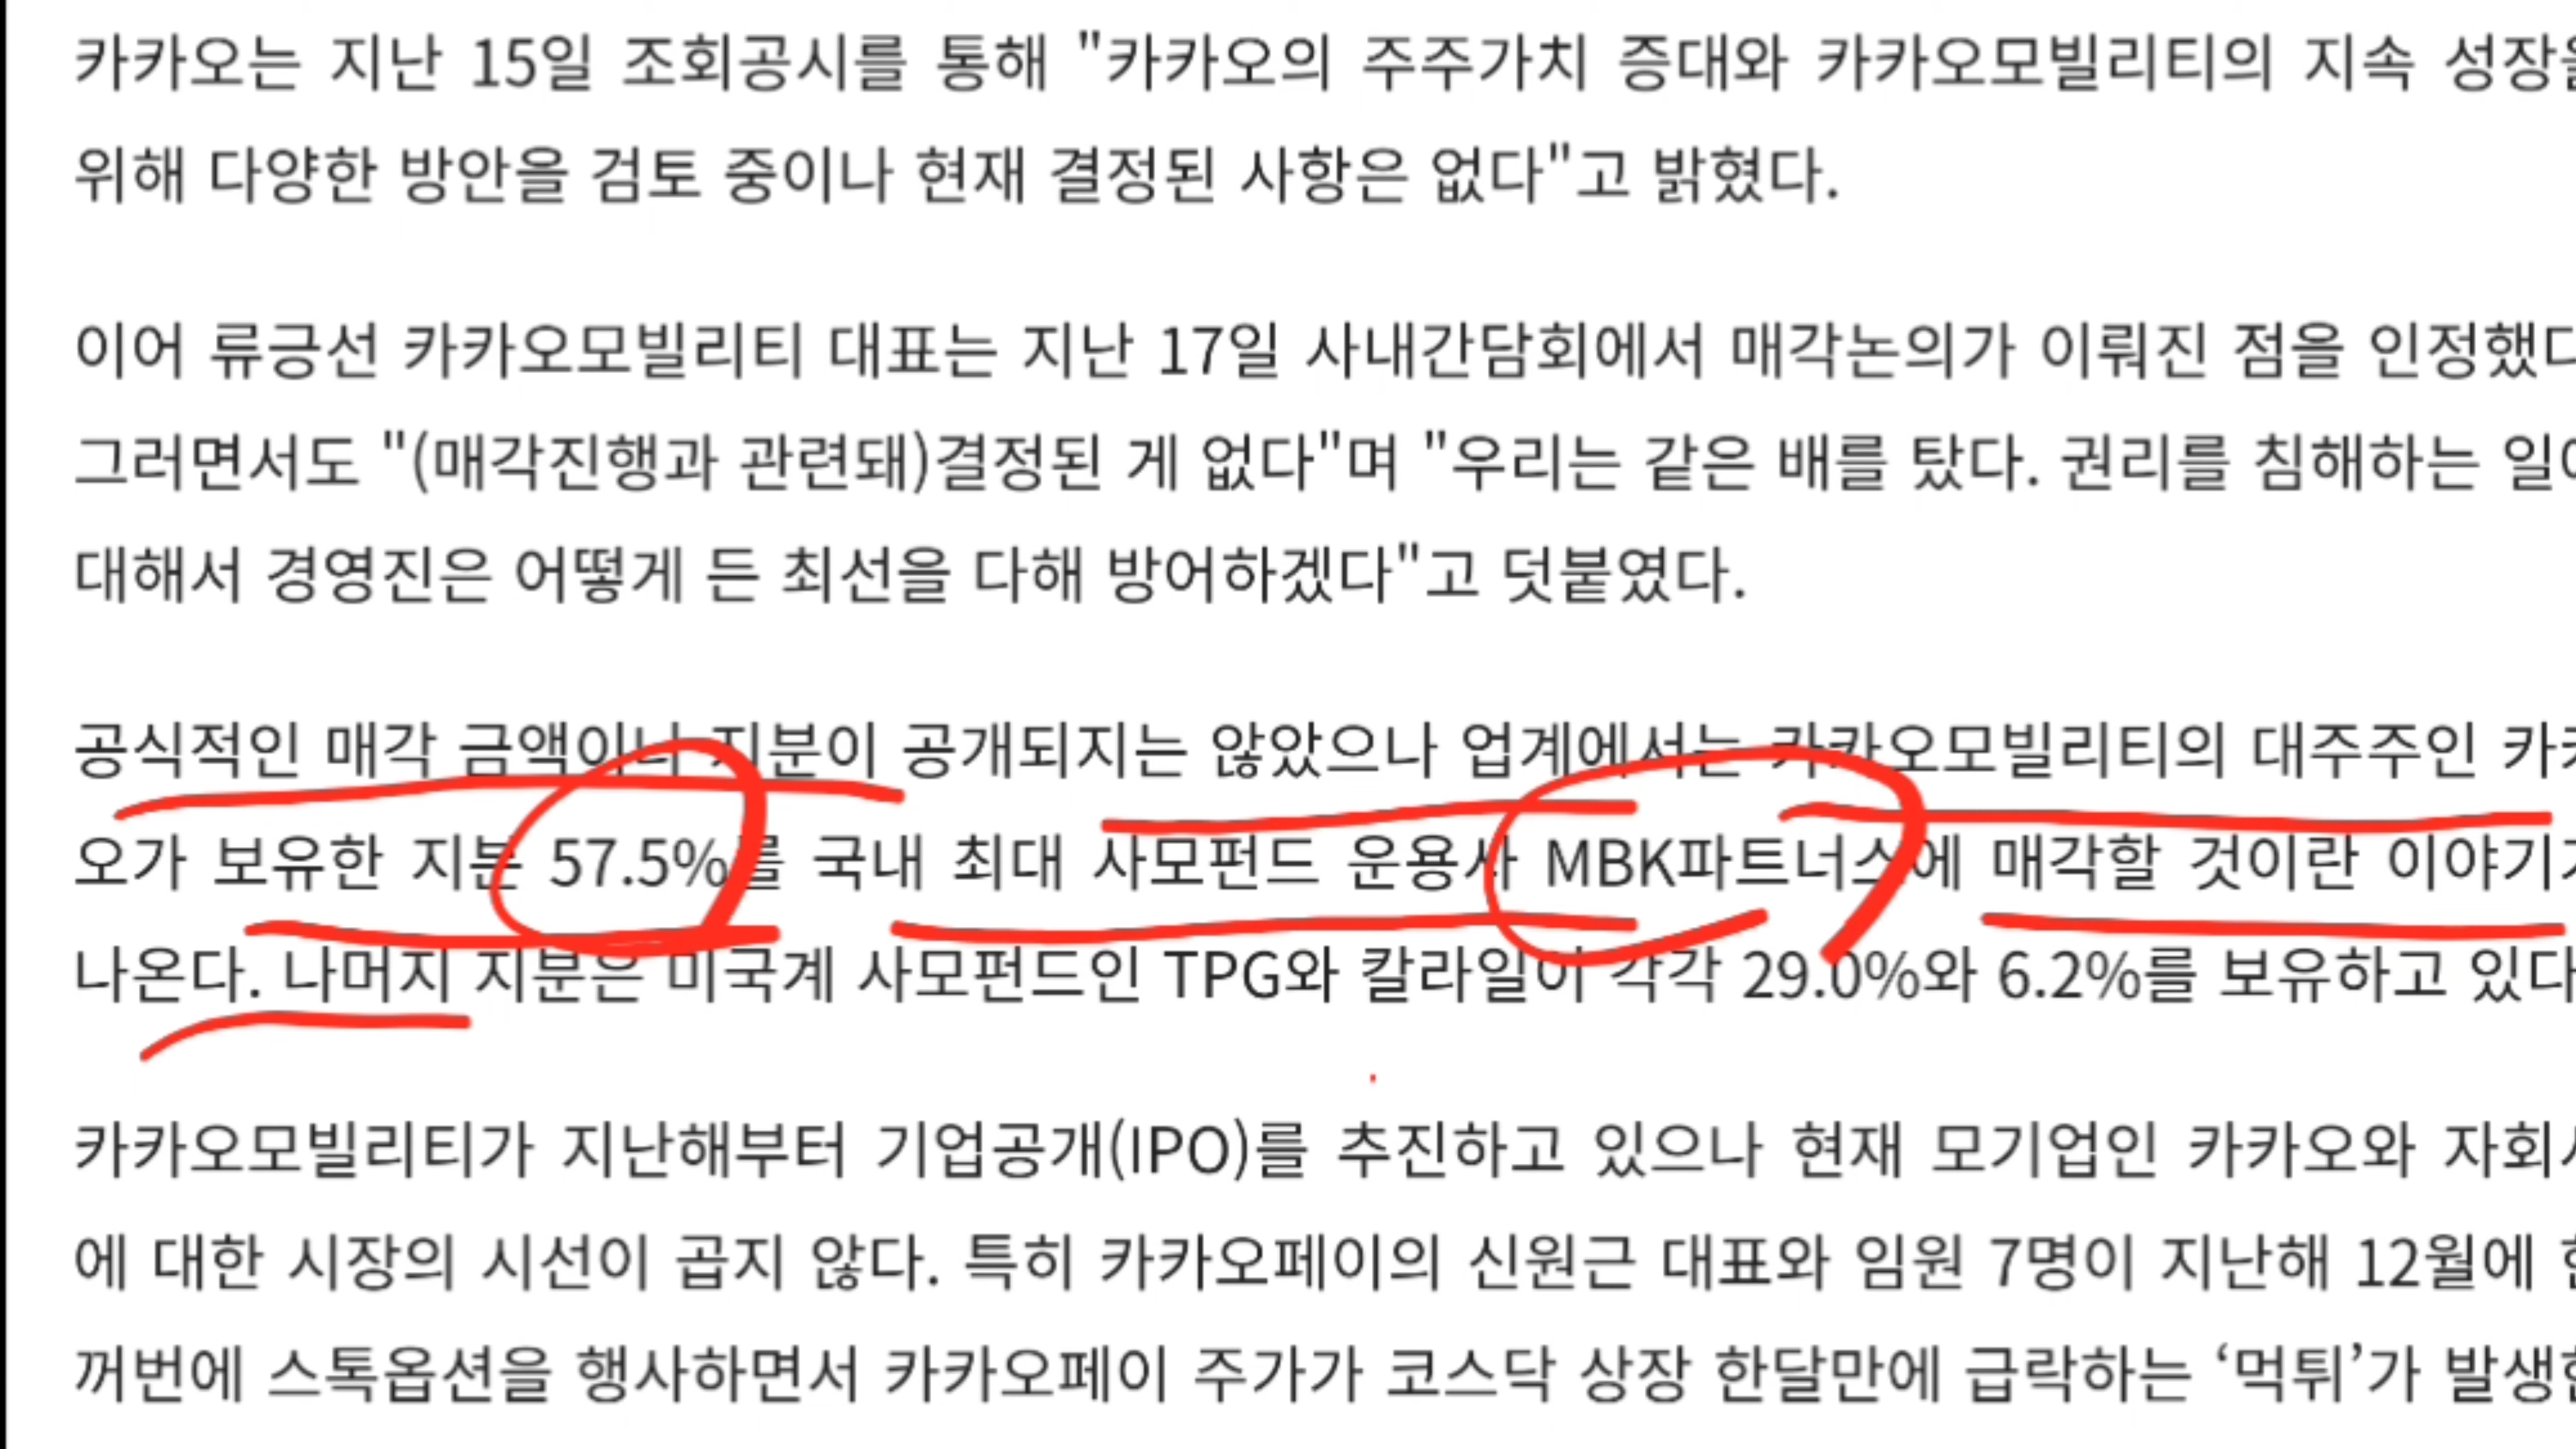 카카오는 지난 15일 조회공시를 통해 "카카오의 주주가치 증대와 카카오모빌리티의 지속 성장을
위해 다양한 방안을 검토 중이나 현재 결정된 사항은 없다"고 밝혔다.
이어 류긍선 카카오모빌리티 대표는 지난 17일 사내간담회에서 매각논의가 이뤄진 점을 인정했다
그러면서도 "(매각진행과 관련돼)결정된 게 없다"며 "우리는 같은 배를 탔다. 권리를 침해하는 일에
대해서 경영진은 어떻게 든 최선을 다해 방어하겠다"고 덧붙였다.
공식적인 매각 금액이나 지분이 공개되지는 않았으나 업계에서는 카카오모빌리티의 대주주인 카카
오가 보유한 지분 57.5%를 국내 최대 사모펀드 운용사 MBK파트너스에 매각할 것이란 이야기가
나온다. 나머지 지분은 미국계 사모펀드인 TPG와 칼라일이 각각 29.0%와 6.2%를 보유하고 있다
카카오모빌리티가 지난해부터 기업공개(IPO)를 추진하고 있으나 현재 모기업인 카카오와 자회사
에 대한 시장의 시선이 곱지 않다. 특히 카카오페이의 신원근 대표와 임원 7명이 지난해 12월에 한
꺼번에 스톡옵션을 행사하면서 카카오페이 주가가 코스닥 상장 한달만에 급락하는 ‘먹튀’가 발생한